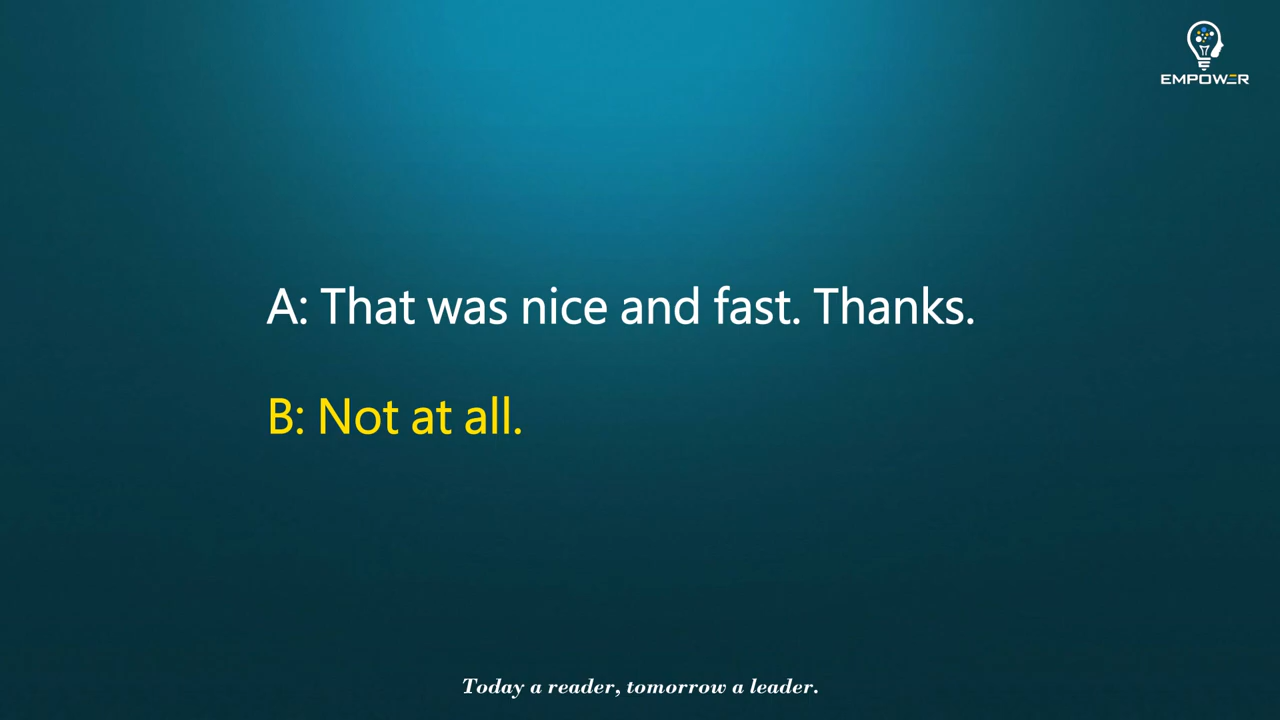 EMPOWER
A: That was nice and fast. Thanks.
B: Not at all.
Today a reader, tomorrow a leader.